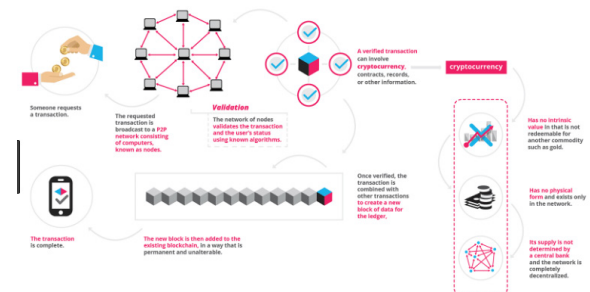 Someone requests
a transaction.
The requested
transaction is
broadcast to a P2P
network consisting
of computers,
known as nodes.
Validation
The network of nodes
validates the transaction
and the user's status
using known algorithms.
A verified transaction
can involve
cryptocurrency,
contracts, records,
or other information.
cryptocurrency
Has no intrinsic
value in that is not
redeemable for
another commodity
such as gold.
Has no physical
form and exists only
in the network.
Its supply is not
determined by
a central bank
and the network is
completely
decentralized.
Once verified, the
transaction is
combined with
other transactions
to create a new
block of data for
the ledger.
The new block is then added to the
existing blockchain, in a way that is
permanent and unalterable.
The transaction
is complete.